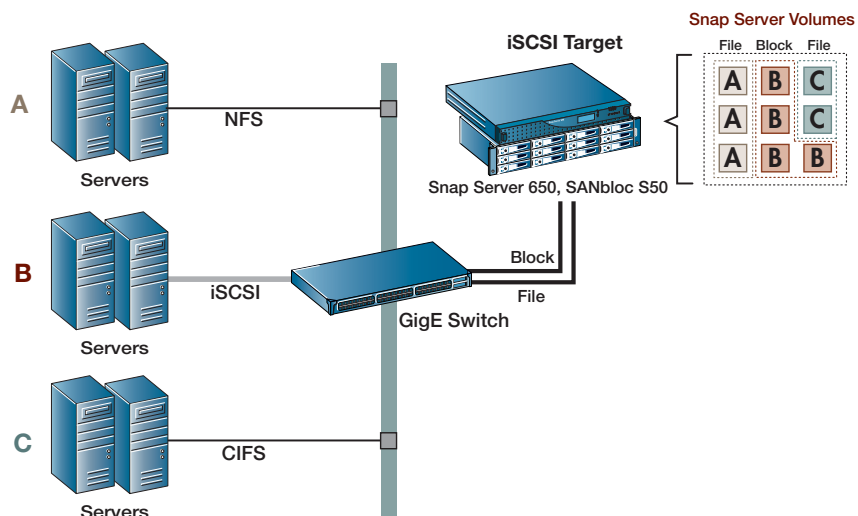 Snap Server Volumes
iSCSI Target
File Block File
A B C
A B C
A B B
Snap Server 650, SANbloc S50
A
NFS
Servers
B
iSCSI
Block
File
GigE Switch
Servers
C
CIFS
Servers